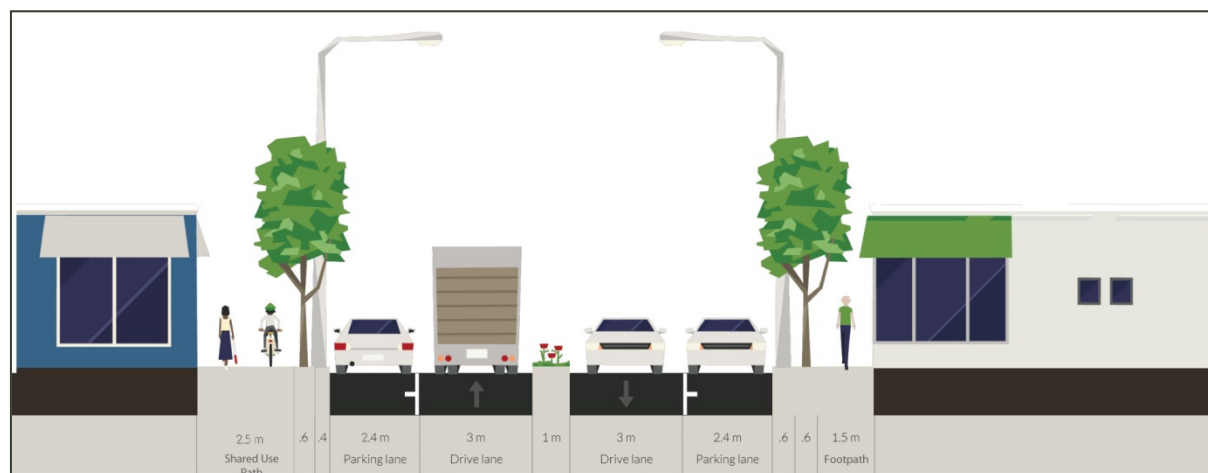 2.5 m .6 .4 2.4 m 3 m 1 m 3 m 2.4 m .6 .6 1.5 m
Shared Use Parking lane Drive lane Drive lane Parking lane Footpath
Path